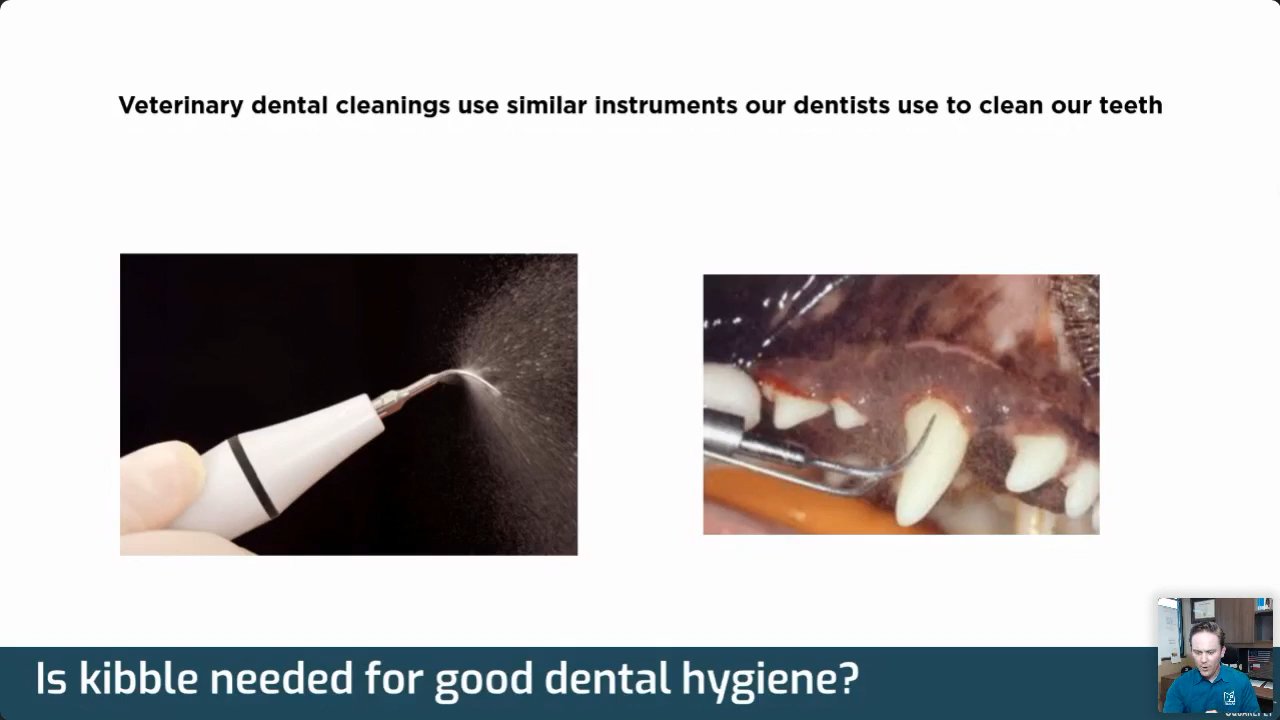 Veterinary dental cleanings use similar instruments our dentists use to clean our teeth
Is kibble needed for good dental hygiene?